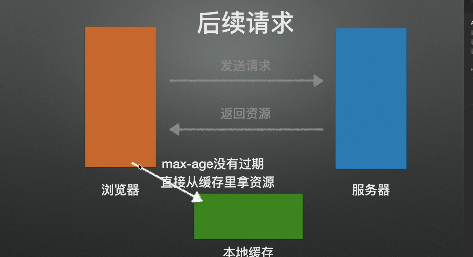 后续请求
发送请求
返回资源
max-age没有过期
直接从缓存里拿资源
浏览器
服务器
本地缓存